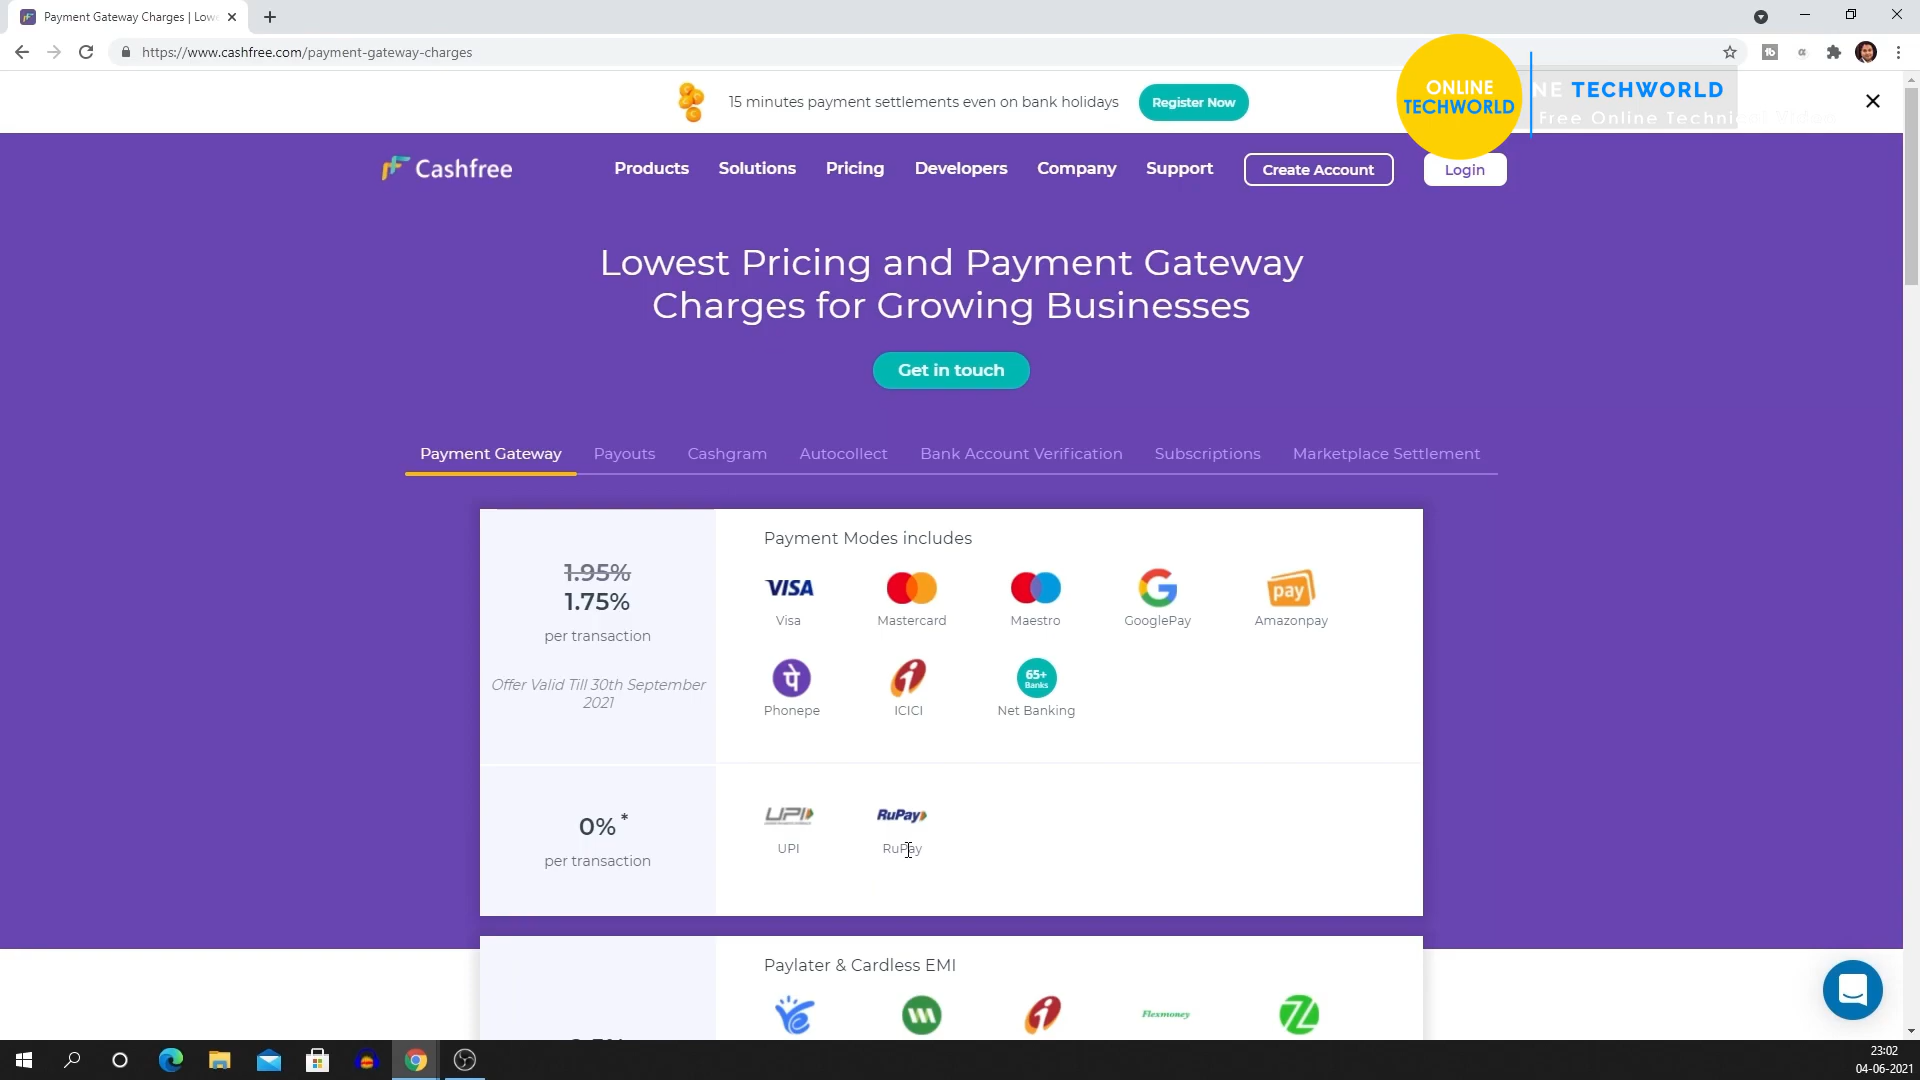 Payment Gateway Charges | Lowe
https://www.cashfree.com/payment-gateway-charges
15 minutes payment settlements even on bank holidays
Register Now
ONLINE
TECHWORLD
NE TECHWORLD
Free Online Techni
Cashfree
Products
Solutions
Pricing
Developers
Company
Support
Create Account
Login
Lowest Pricing and Payment Gateway
Charges for Growing Businesses
Get in touch
Payment Gateway
Payouts
Cashgram
Autocollect
Bank Account Verification
Subscriptions
Marketplace Settlement
1.95%
1.75%
per transaction
Offer Valid Till 30th September
2021
Payment Modes includes
VISA
pay
Visa
Mastercard
Maestro
GooglePay
Amazonpay
पे
65+
Banks
Phonepe
ICICI
Net Banking
0% *
per transaction
UPI
RuPay
UPI
RuPay
Paylater & Cardless EMI
Flexmoney
23:02
04-06-2021